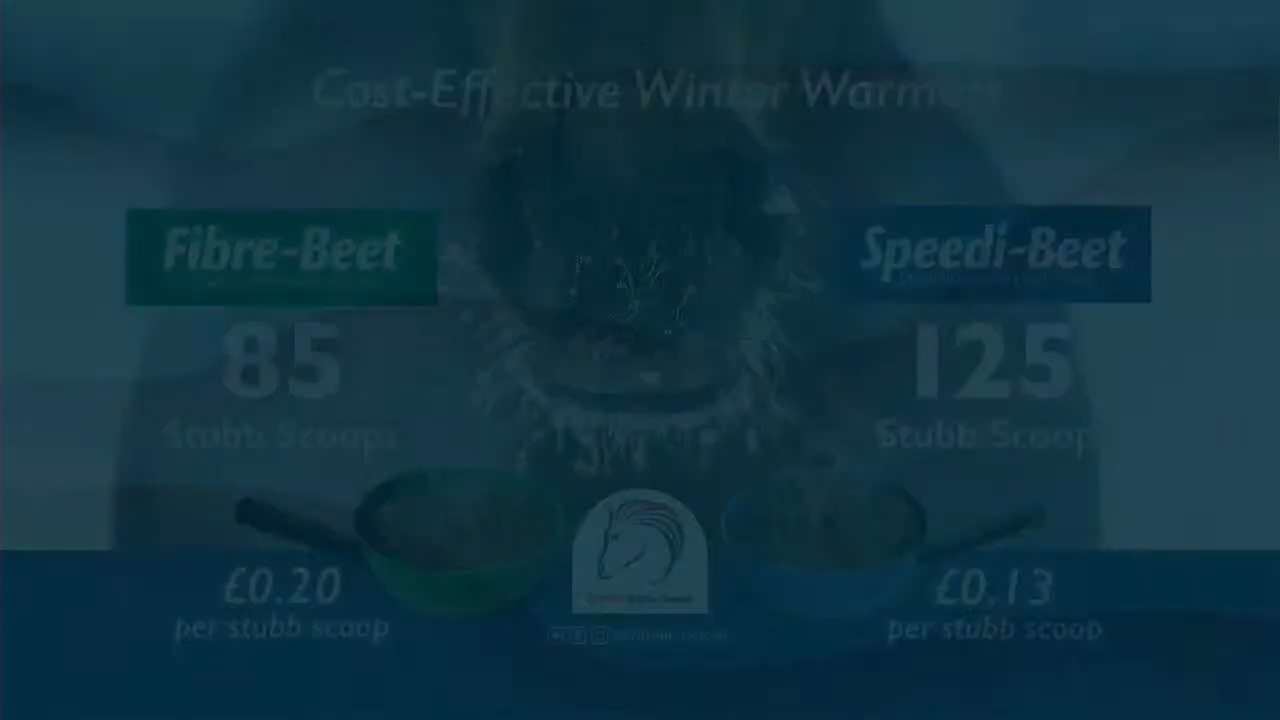 Cost-Effective Winter Warmers
Fibre-Beet
Speedi-Beet
85
125
Stubb Scoops
Stubb Scoop
£0.20
£0.13
per stubb scoop
per stubb scoop